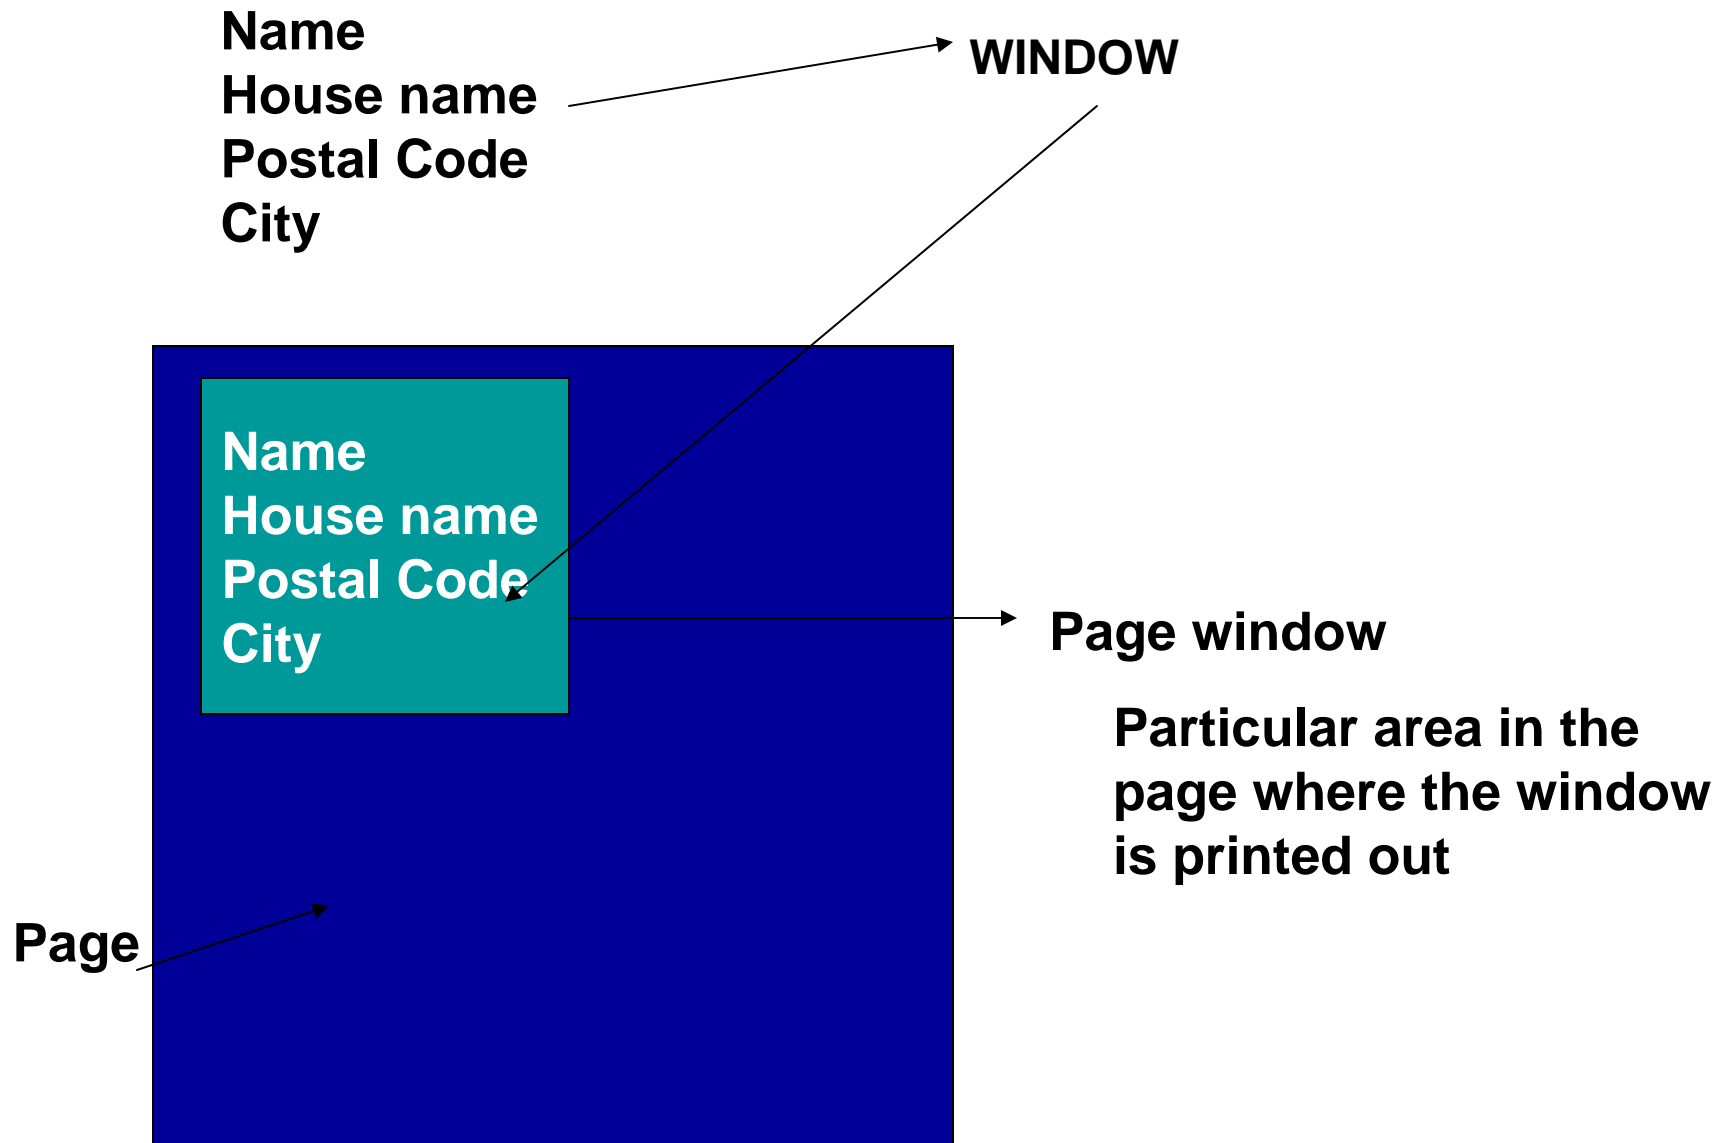 Name
House name
Postal Code
City
WINDOW
Name
House name
Postal Code
City
Page window
Particular area in the
page where the window
is printed out
Page